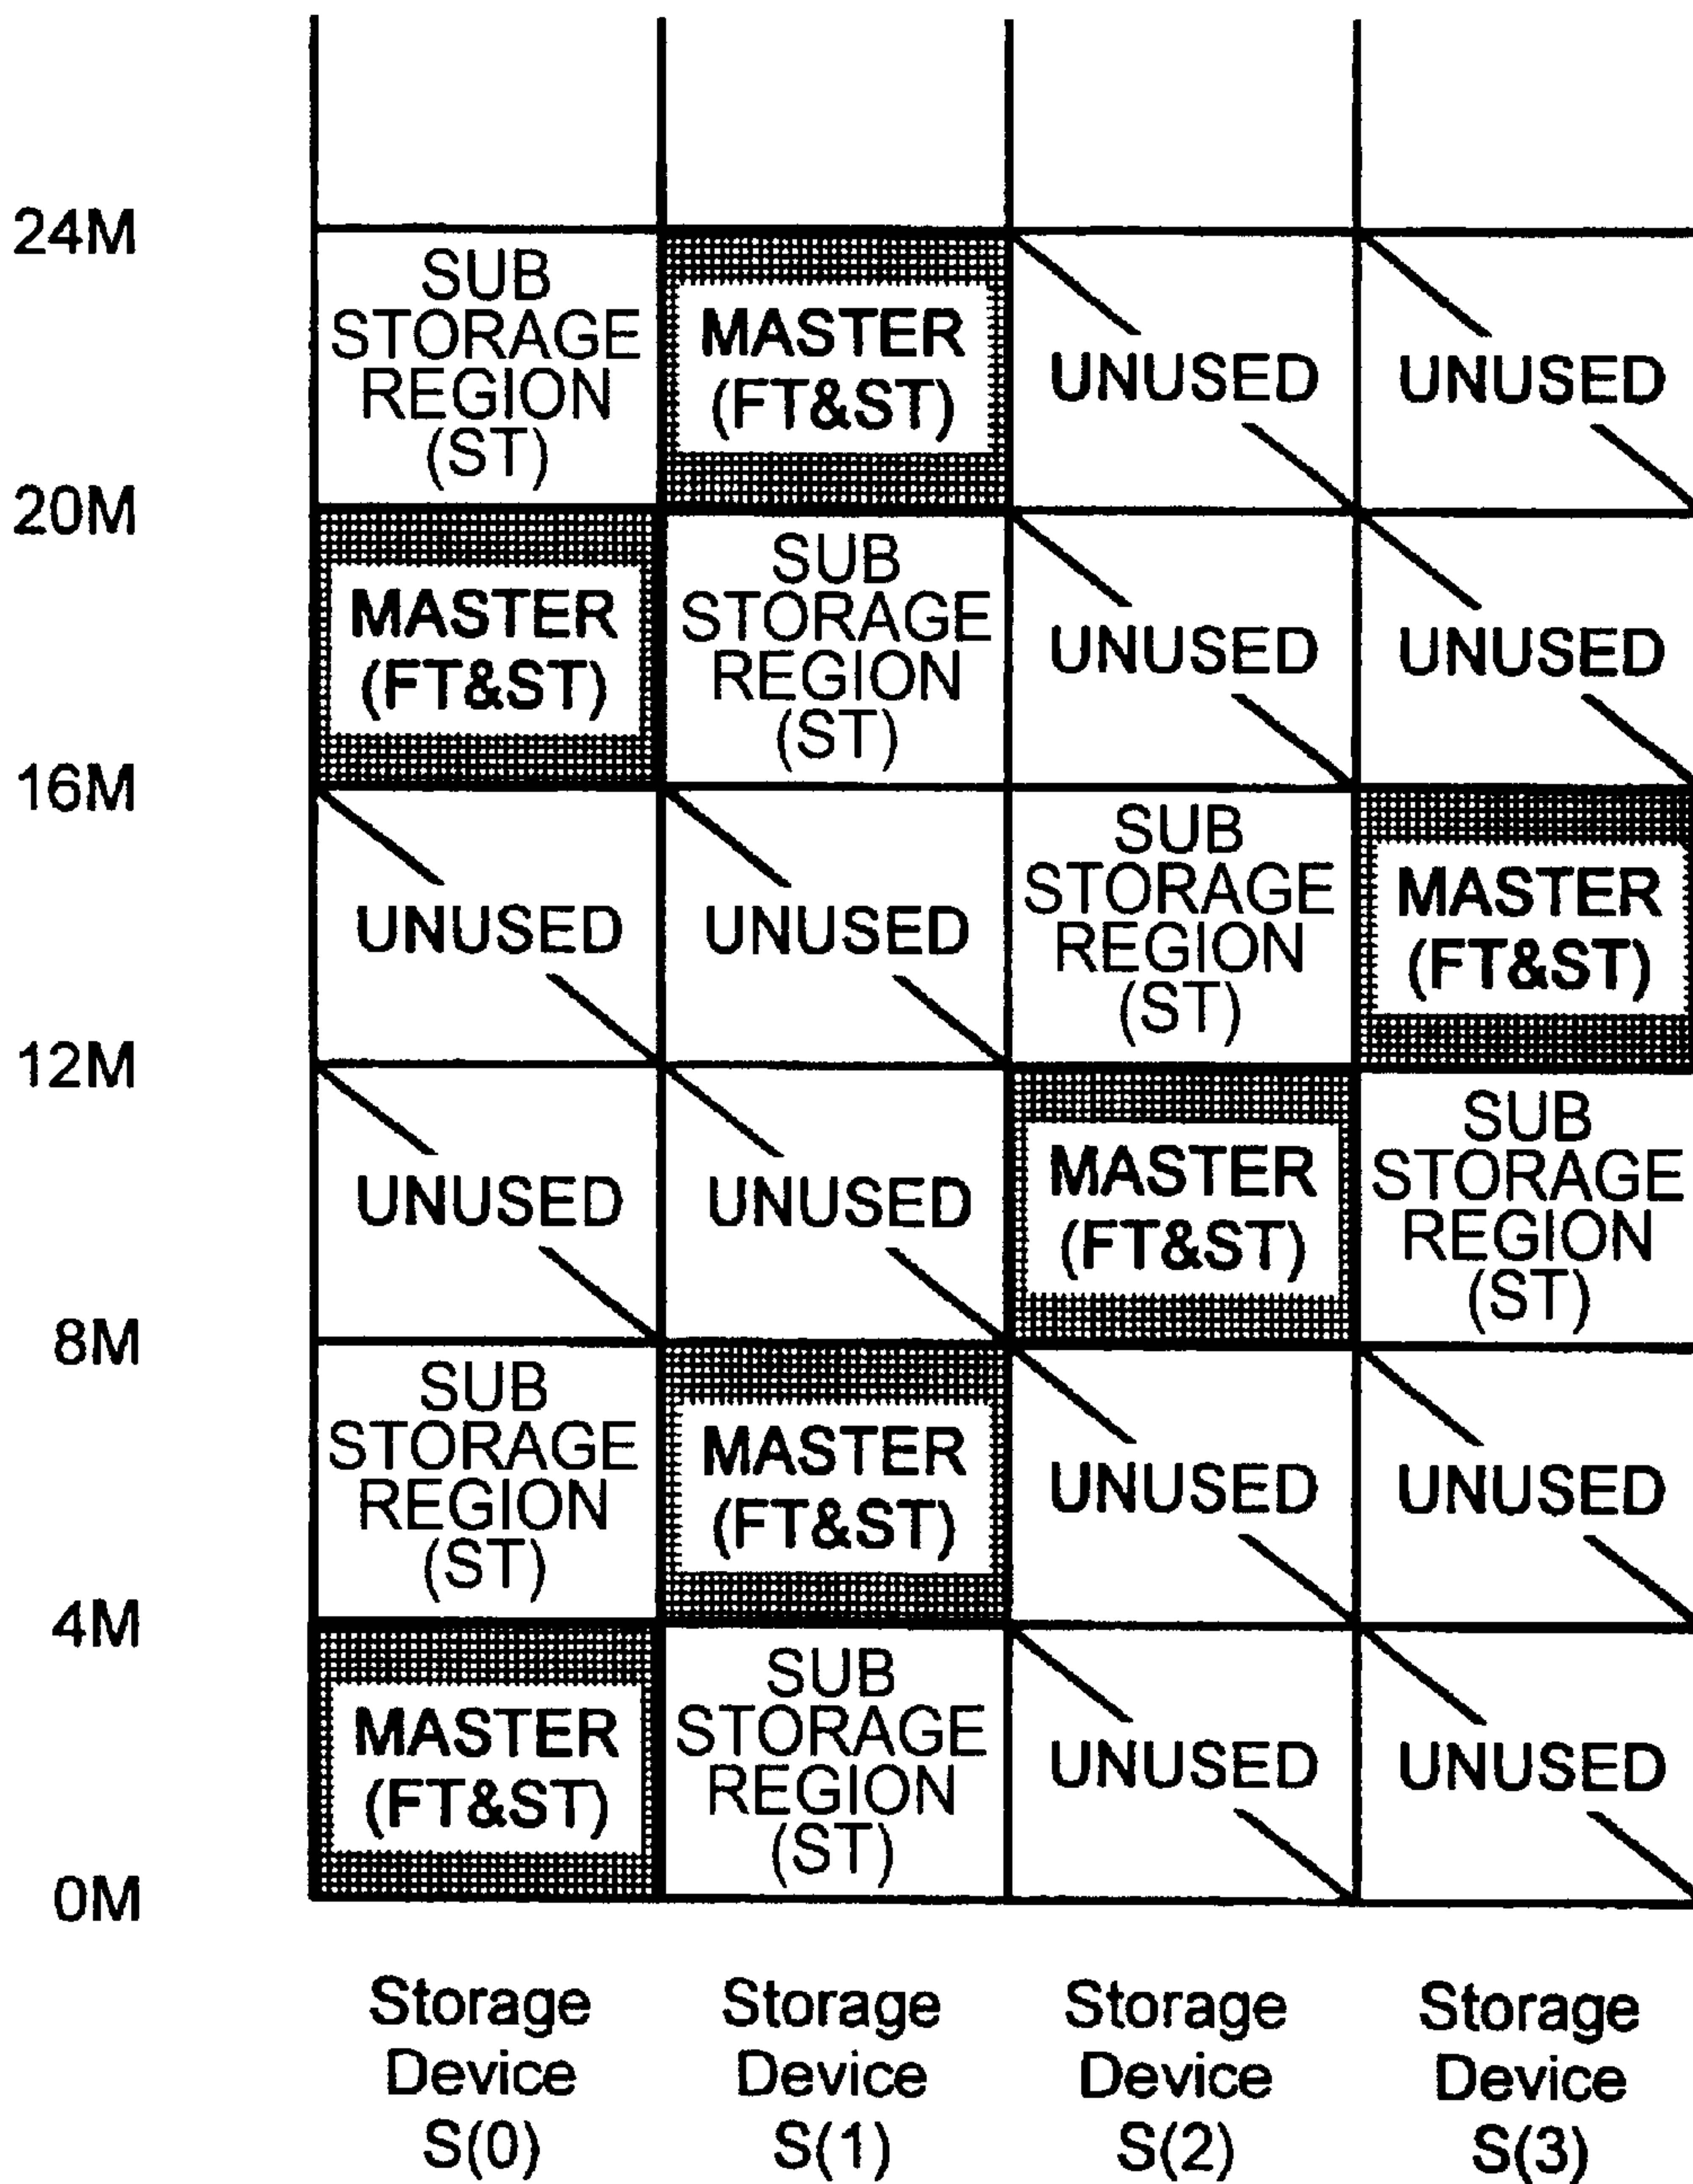 24M
SUB
STORAGE
REGION
(ST)
MASTER
(FT&ST)
UNUSED
UNUSED
20M
MASTER
(FT&ST)
SUB
STORAGE
REGION
(ST)
UNUSED
UNUSED
16M
UNUSED
UNUSED
SUB
STORAGE
REGION
(ST)
MASTER
(FT&ST)
12M
UNUSED
UNUSED
MASTER
(FT&ST)
SUB
STORAGE
REGION
(ST)
8M
SUB
STORAGE
REGION
(ST)
MASTER
(FT&ST)
UNUSED
UNUSED
4M
MASTER
(FT&ST)
SUB
STORAGE
REGION
(ST)
UNUSED
UNUSED
0M
Storage
Device
S(0)
Storage
Device
S(1)
Storage
Device
S(2)
Storage
Device
S(3)